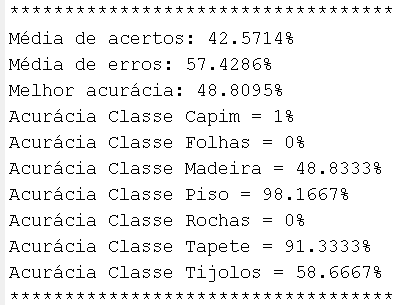 ***********************************
Média de acertos: 42.5714%
Média de erros: 57.4286%
Melhor acurácia: 48.8095%
Acurácia Classe Capim = 1%
Acurácia Classe Folhas = 0%
Acurácia Classe Madeira = 48.8333%
Acurácia Classe Piso = 98.1667%
Acurácia Classe Rochas = 0%
Acurácia Classe Tapete = 91.3333%
Acurácia Classe Tijolos = 58.6667%
***********************************